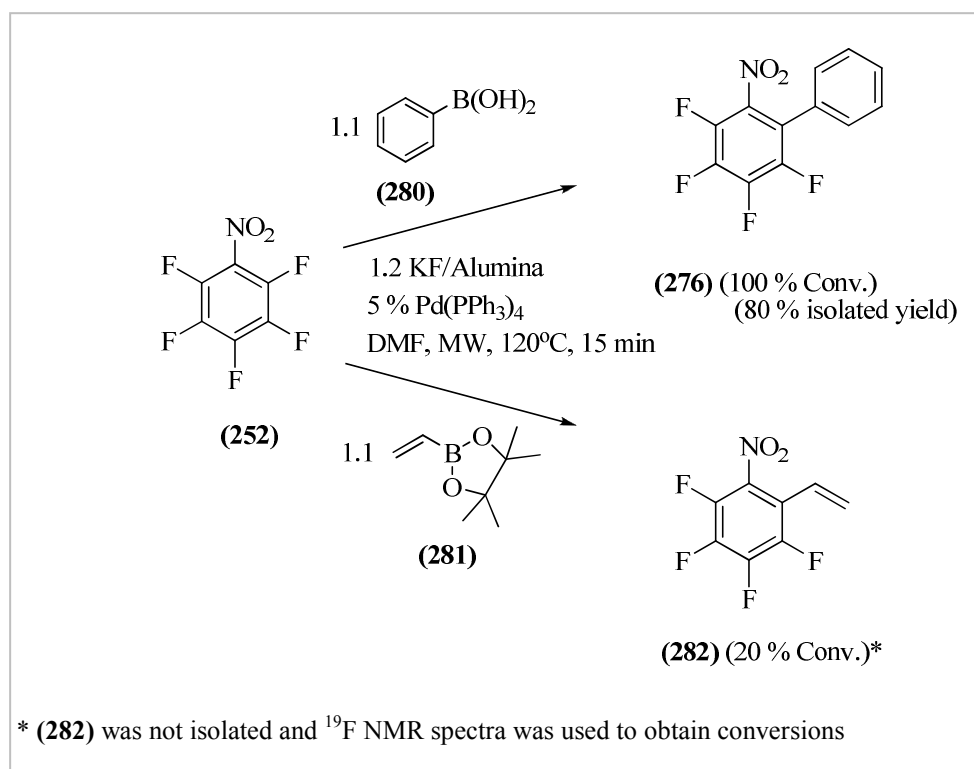 1.1
B(OH)2
(280)
NO2
F
F
F
F
(276) (100 % Conv.)
(80 % isolated yield)
NO2
F
F
F
F
F
(252)
1.2 KF/Alumina
5 % Pd(PPh3)4
DMF, MW, 120°C, 15 min
1.1
B
O
O
(281)
NO2
F
F
F
F
(282) (20 % Conv.)*
* (282) was not isolated and 19F NMR spectra was used to obtain conversions